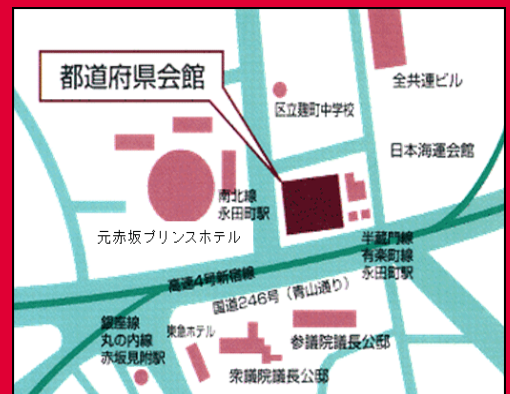 都道府県会館
全共連ビル
区立麹町中学校
日本海運会館
南北線
永田町駅
元赤坂プリンスホテル
半蔵門線
有楽町線
永田町駅
高速4号新宿線
国道246号（青山通り）
銀座線
丸の内線
赤坂見附駅
東急ホテル
参議院議長公邸
衆議院議長公邸